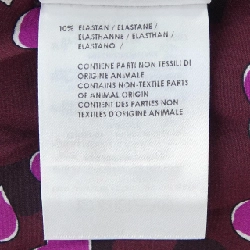 10% ELASTAN / ELASTANE /
ELASTHANNE / ELASTHAN /
ELASTANO /
CONTIENE PARTI NON TESSILI DI
ORIGINE ANIMALE
CONTAINS NON-TEXTILE PARTS
OF ANIMAL ORIGIN
CONTIENT DES PARTIES NON
TEXTILES D'ORIGINE ANIMALE